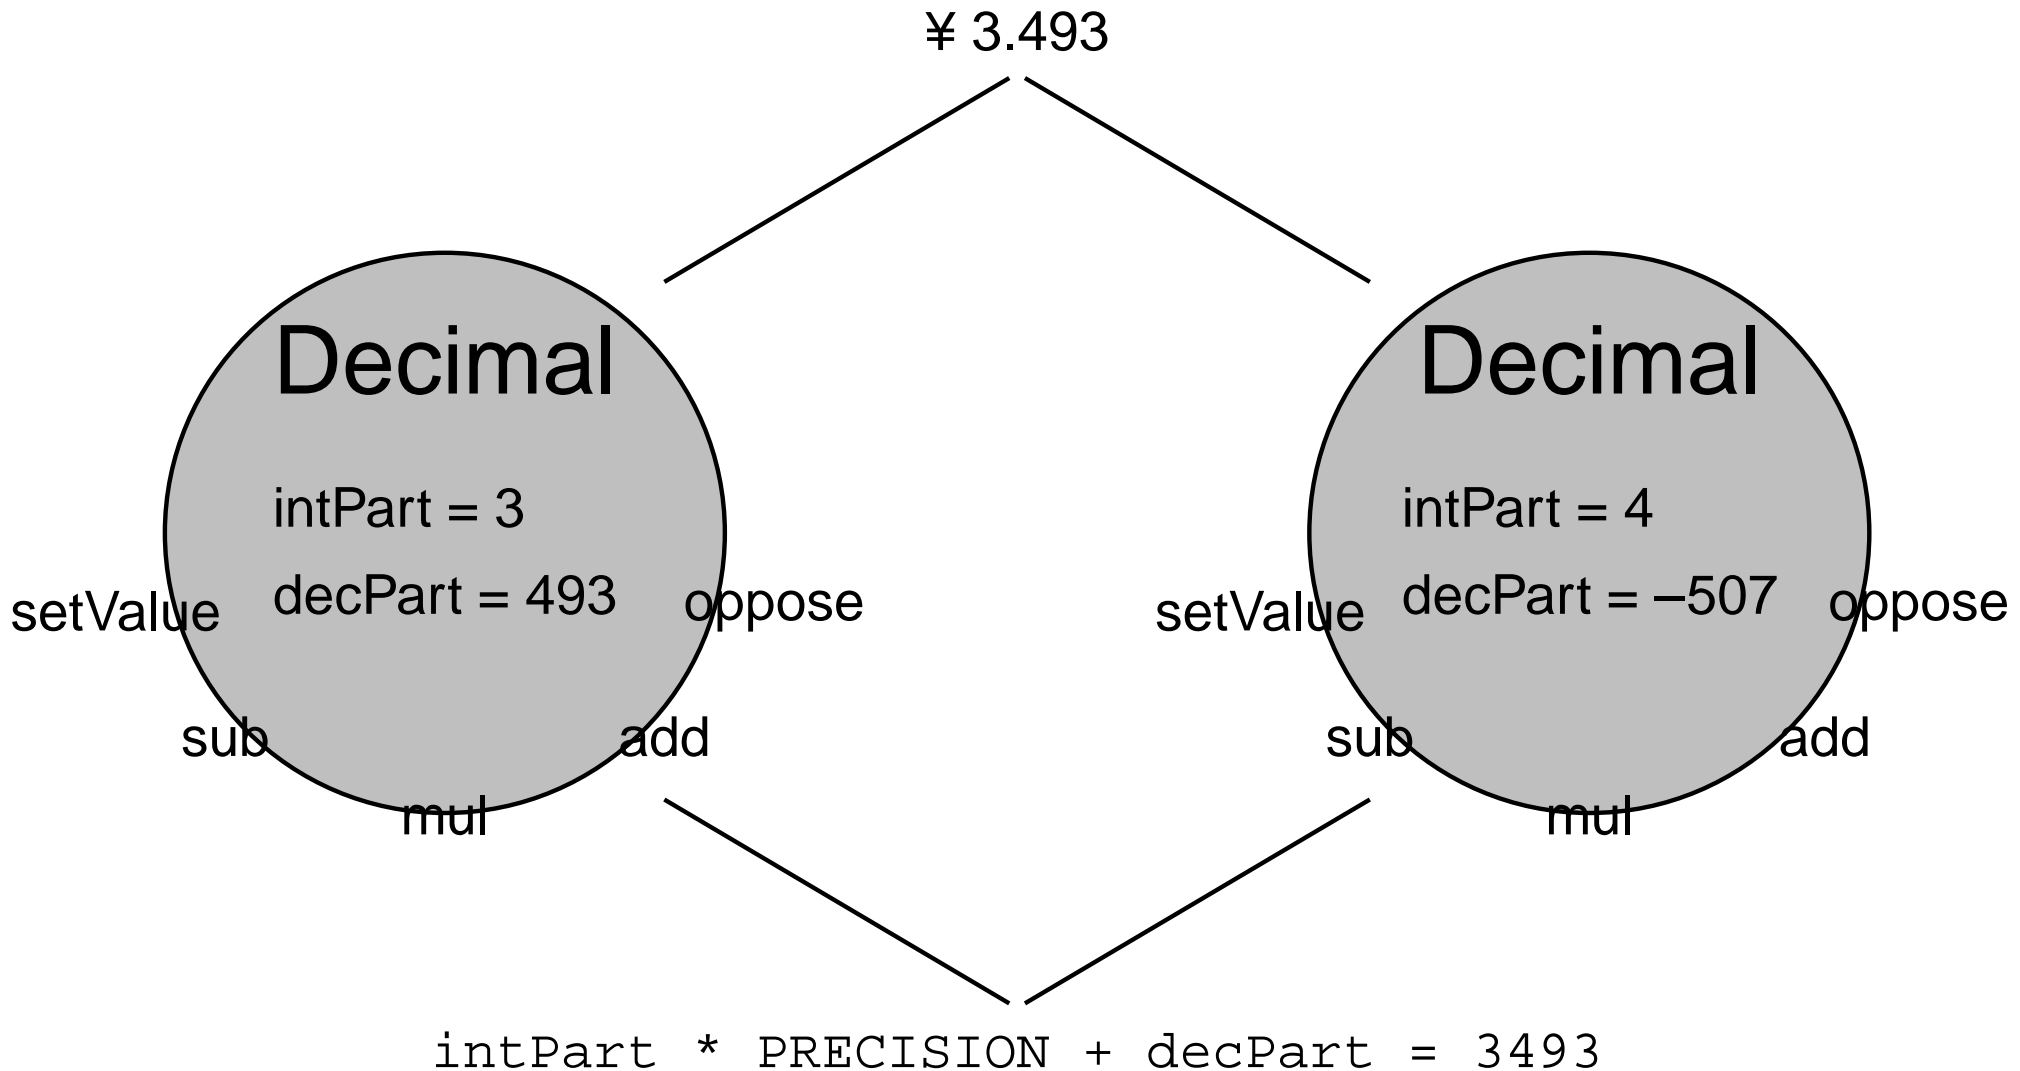 ¥ 3.493
Decimal
intPart = 3
decPart = 493
setValue
oppose
sub
add
mul
Decimal
intPart = 4
decPart = –507
setValue
oppose
sub
add
mul
intPart * PRECISION + decPart = 3493